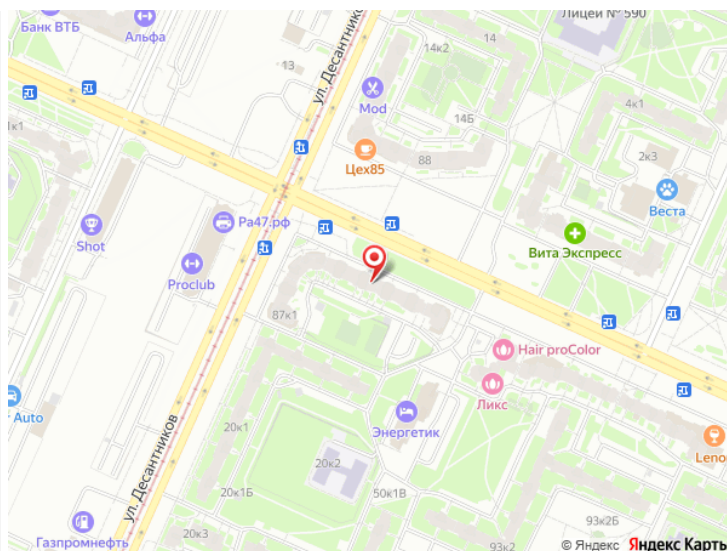 Банк ВТБ
Альфа
13
ул. Десантников
14к2
14
Лицей № 590
Mod
14Б
4к1
1к1
Цех85
88
2к3
Веста
Shot
Ра47.рф
Вита Экспресс
Proclub
87к1
Hair proColor
Ликс
Auto
ул. Десантников
20к1
Энергетик
20к2
20к1Б
50к1В
Газпромнефть
20к3
93к2Б
93к2
© Яндекс Яндекс Карты